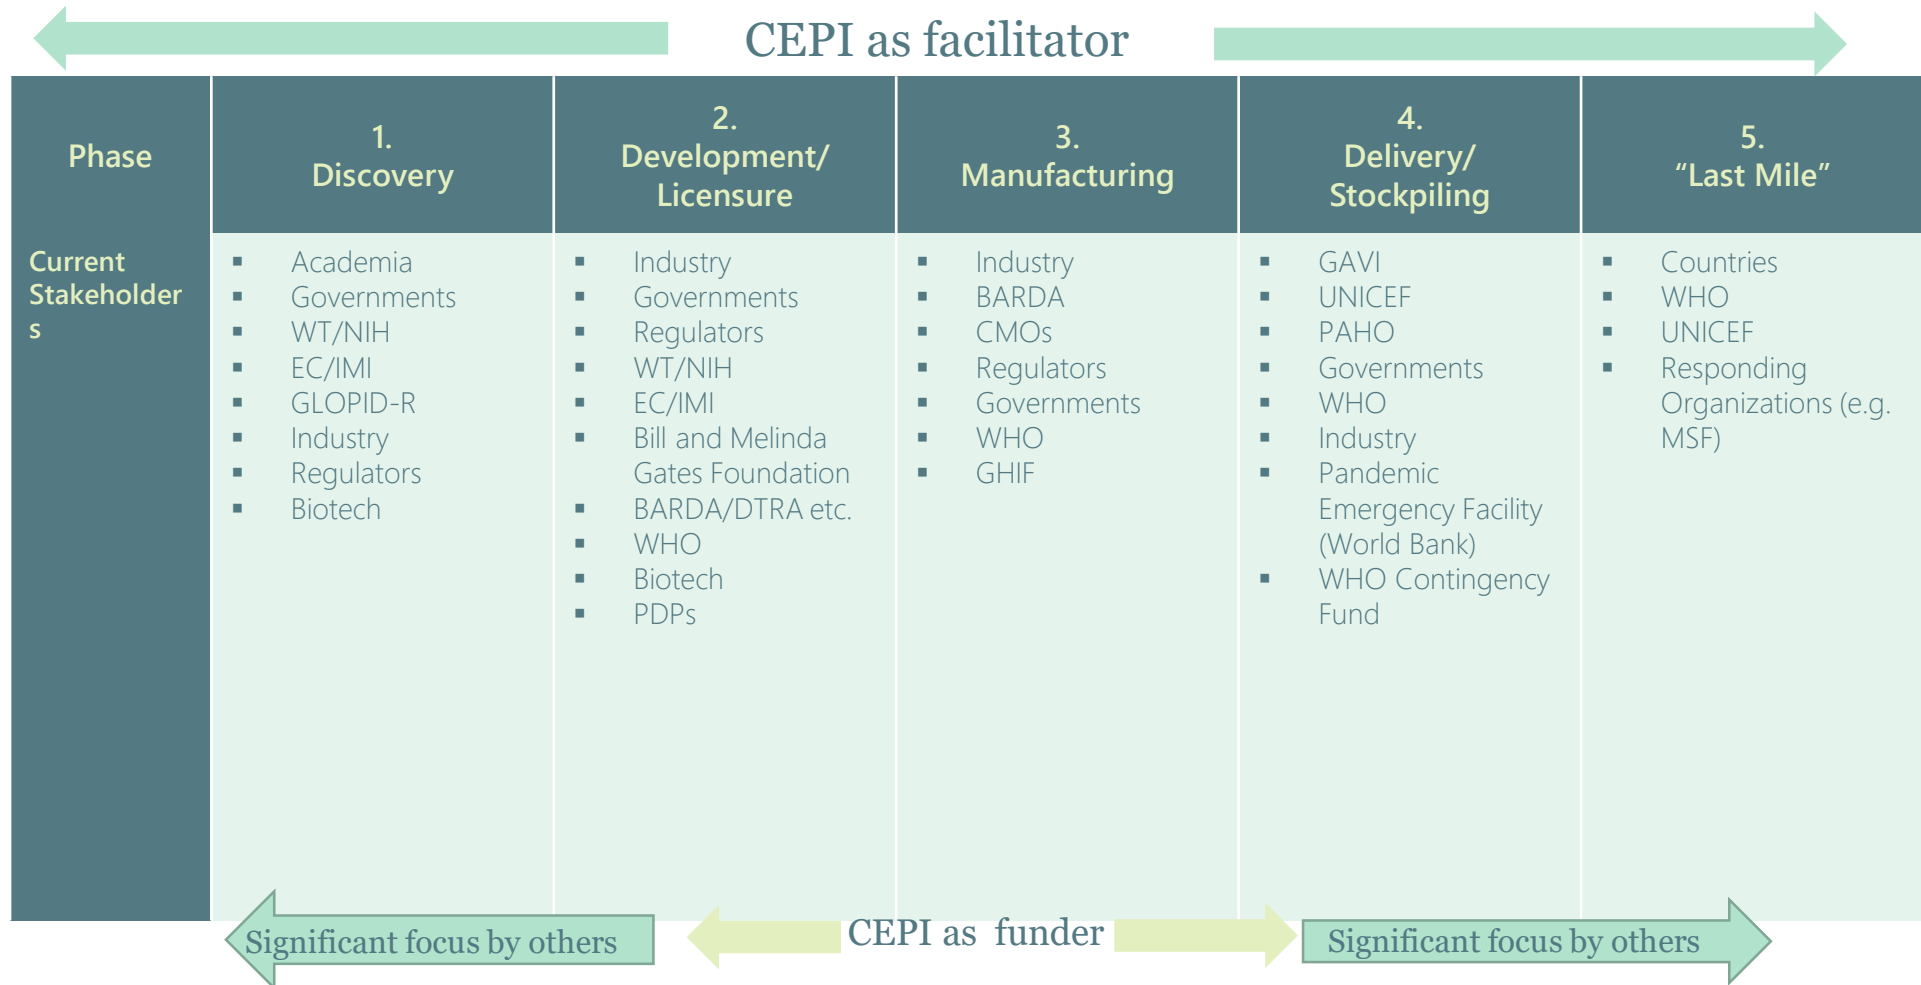 CEPI as facilitator
Phase
1.
Discovery
2.
Development/
Licensure
3.
Manufacturing
4.
Delivery/
Stockpiling
5.
“Last Mile”
Current
Stakeholder
s
▪ Academia
▪ Governments
▪ WT/NIH
▪ EC/IMI
▪ GLOPID-R
▪ Industry
▪ Regulators
▪ Biotech
▪ Industry
▪ Governments
▪ Regulators
▪ WT/NIH
▪ EC/IMI
▪ Bill and Melinda
Gates Foundation
▪ BARDA/DTRA etc.
▪ WHO
▪ Biotech
▪ PDPs
▪ Industry
▪ BARDA
▪ CMOs
▪ Regulators
▪ Governments
▪ WHO
▪ GHIF
▪ GAVI
▪ UNICEF
▪ PAHO
▪ Governments
▪ WHO
▪ Industry
▪ Pandemic
Emergency Facility
(World Bank)
▪ WHO Contingency
Fund
▪ Countries
▪ WHO
▪ UNICEF
▪ Responding
Organizations (e.g.
MSF)
Significant focus by others
CEPI as funder
Significant focus by others